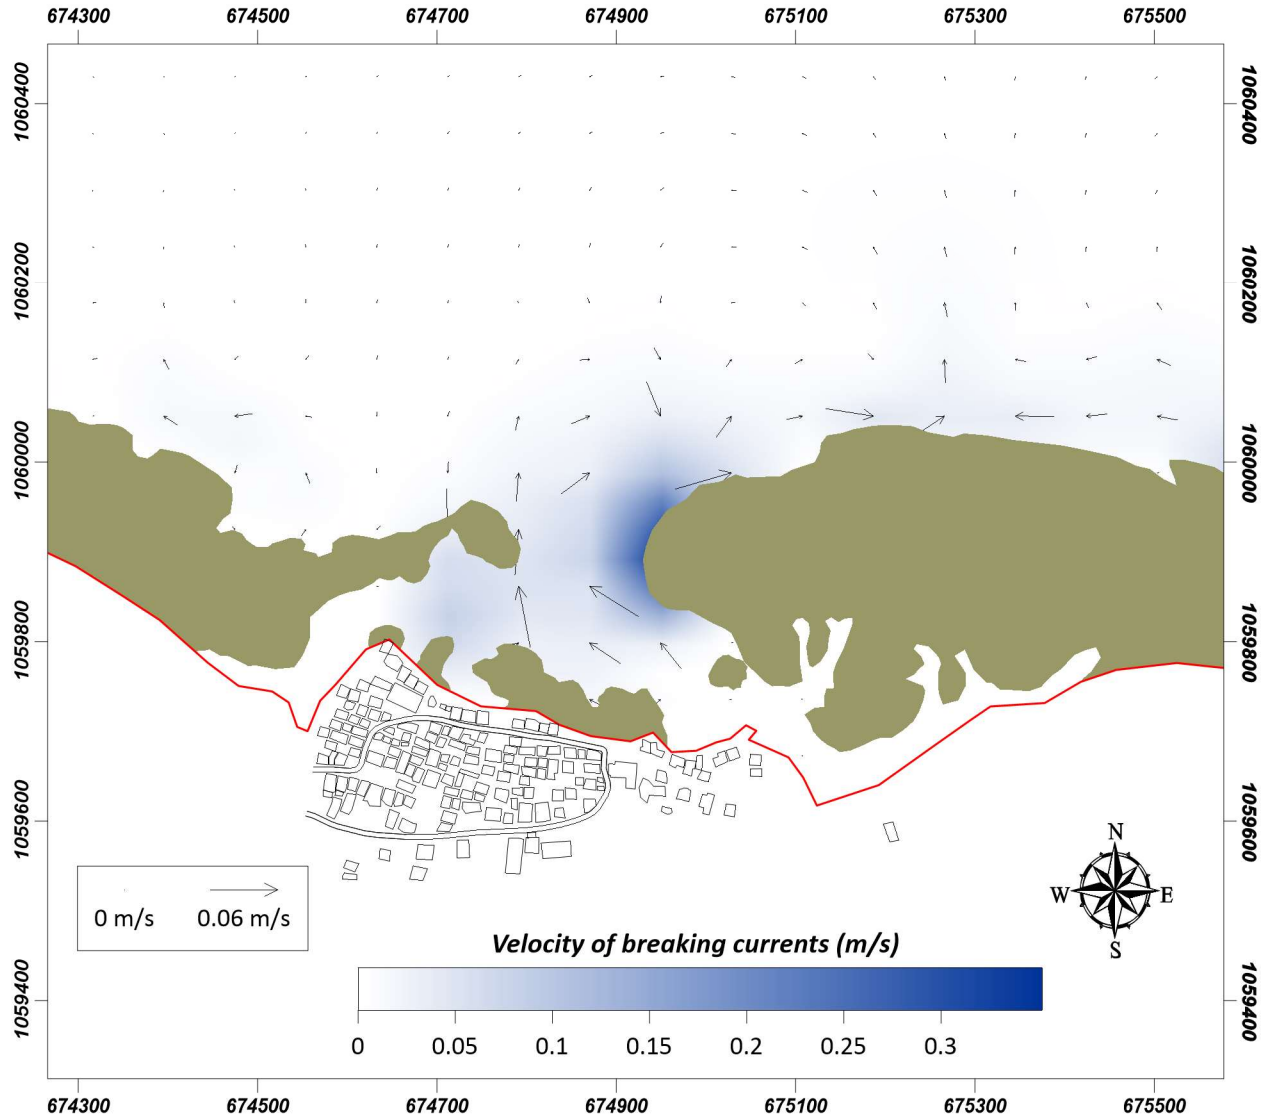 674300 674500 674700 674900 675100 675300 675500
1060400 1060400
1060200 1060200
1060000 1060000
1059800 1059800
1059600 1059600
N
W E
S
0 m/s 0.06 m/s
Velocity of breaking currents (m/s)
1059400 1059400
0 0.05 0.1 0.15 0.2 0.25 0.3
674300 674500 674700 674900 675100 675300 675500